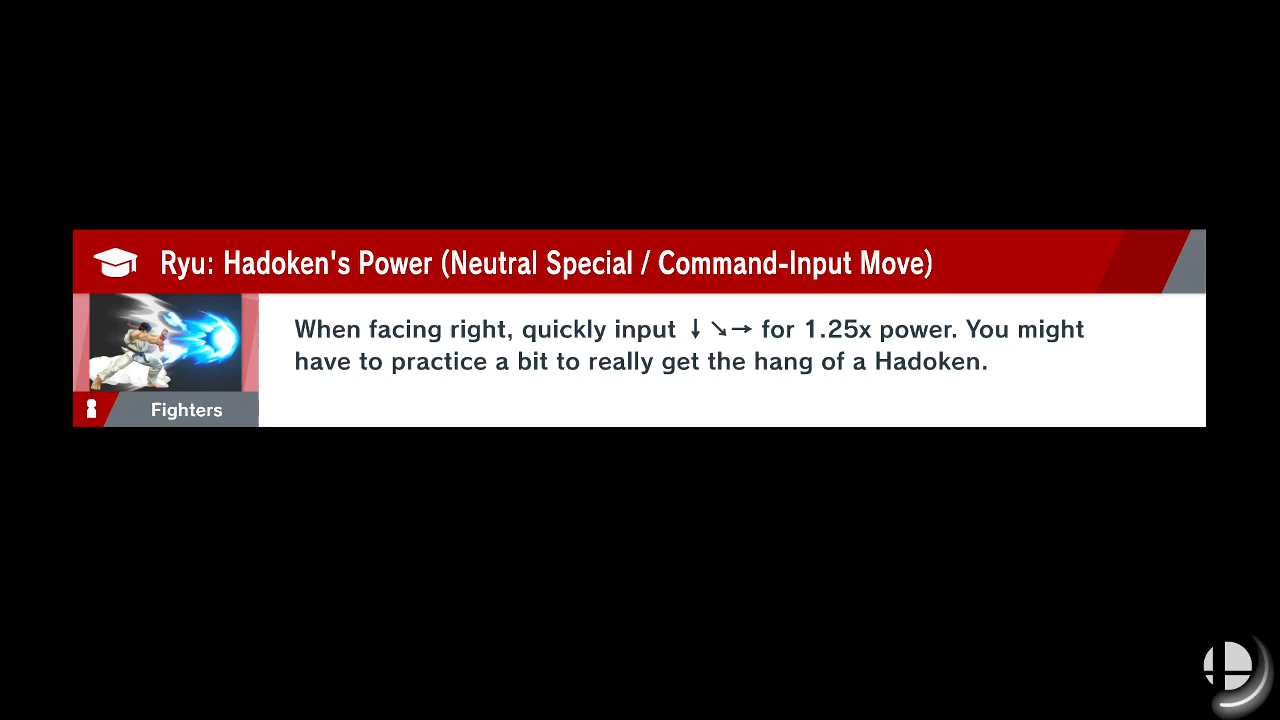 Ryu: Hadoken's Power (Neutral Special / Command-Input Move)
When facing right, quickly input ↓↘→ for 1.25x power. You might
have to practice a bit to really get the hang of a Hadoken.
Fighters